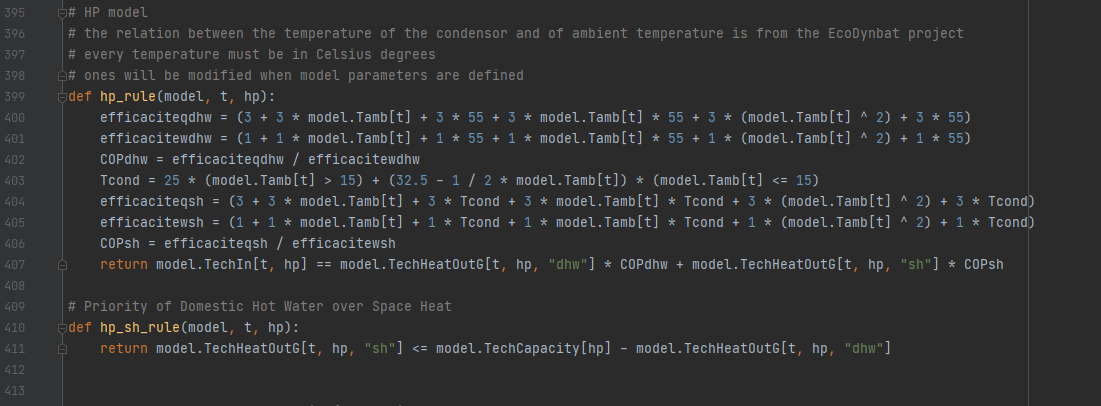 395 # HP model
396 # the relation between the temperature of the condensor and of ambient temperature is from the EcoDynbat project
397 # every temperature must be in Celsius degrees
398 # ones will be modified when model parameters are defined
399 def hp_rule(model, t, hp):
400 efficaciteqdhw = (3 + 3 * model.Tamb[t] + 3 * 55 + 3 * model.Tamb[t] * 55 + 3 * (model.Tamb[t] ^ 2) + 3 * 55)
401 efficacitewdhw = (1 + 1 * model.Tamb[t] + 1 * 55 + 1 * model.Tamb[t] * 55 + 1 * (model.Tamb[t] ^ 2) + 1 * 55)
402 COPdhw = efficaciteqdhw / efficacitewdhw
403 Tcond = 25 * (model.Tamb[t] > 15) + (32.5 - 1 / 2 * model.Tamb[t]) * (model.Tamb[t] <= 15)
404 efficaciteqsh = (3 + 3 * model.Tamb[t] + 3 * Tcond + 3 * model.Tamb[t] * Tcond + 3 * (model.Tamb[t] ^ 2) + 3 * Tcond)
405 efficacitewsh = (1 + 1 * model.Tamb[t] + 1 * Tcond + 1 * model.Tamb[t] * Tcond + 1 * (model.Tamb[t] ^ 2) + 1 * Tcond)
406 COPsh = efficaciteqsh / efficacitewsh
407 return model.TechIn[t, hp] == model.TechHeatOutG[t, hp, "dhw"] * COPdhw + model.TechHeatOutG[t, hp, "sh"] * COPsh
408
409 # Priority of Domestic Hot Water over Space Heat
410 def hp_sh_rule(model, t, hp):
411 return model.TechHeatOutG[t, hp, "sh"] <= model.TechCapacity[hp] - model.TechHeatOutG[t, hp, "dhw"]
412
413